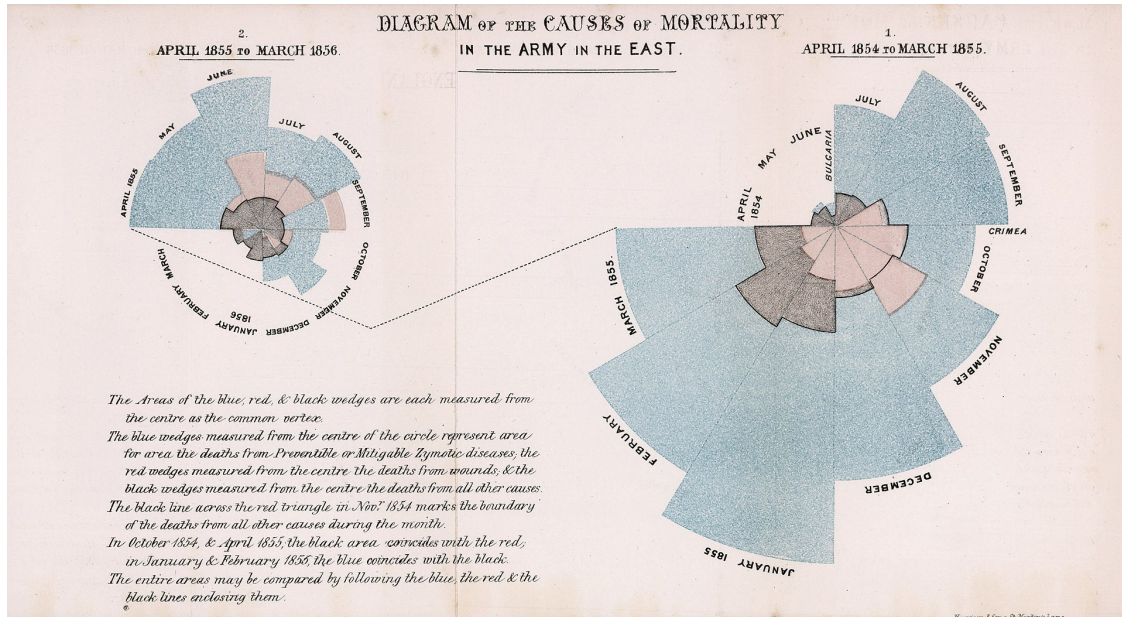 DIAGRAM OF THE CAUSES OF MORTALITY
IN THE ARMY IN THE EAST.
2.
APRIL 1855 TO MARCH 1856.
1.
APRIL 1854 TO MARCH 1855.
APRIL 1855
MAY
JUNE
JULY
AUGUST
SEPTEMBER
OCTOBER
NOVEMBER
DECEMBER
JANUARY
1856
FEBRUARY
MARCH
APRIL
1854
MAY
JUNE
BULGARIA
JULY
AUGUST
SEPTEMBER
CRIMEA
OCTOBER
NOVEMBER
DECEMBER
JANUARY 1855
FEBRUARY
MARCH 1855.
The Areas of the blue, red, & black wedges are each measured from
the centre as the common vertex.
The blue wedges measured from the centre of the circle represent area
for area the deaths from Preventible or Mitigable Zymotic diseases; the
red wedges measured from the centre the deaths from wounds; & the
black wedges measured from the centre the deaths from all other causes.
The black line across the red triangle in Novr. 1854 marks the boundary
of the deaths from all other causes during the month.
In October 1854, & April 1855, the black area coincides with the red;
in January & February 1856, the blue coincides with the black.
The entire areas may be compared by following the blue, the red & the
black lines enclosing them.